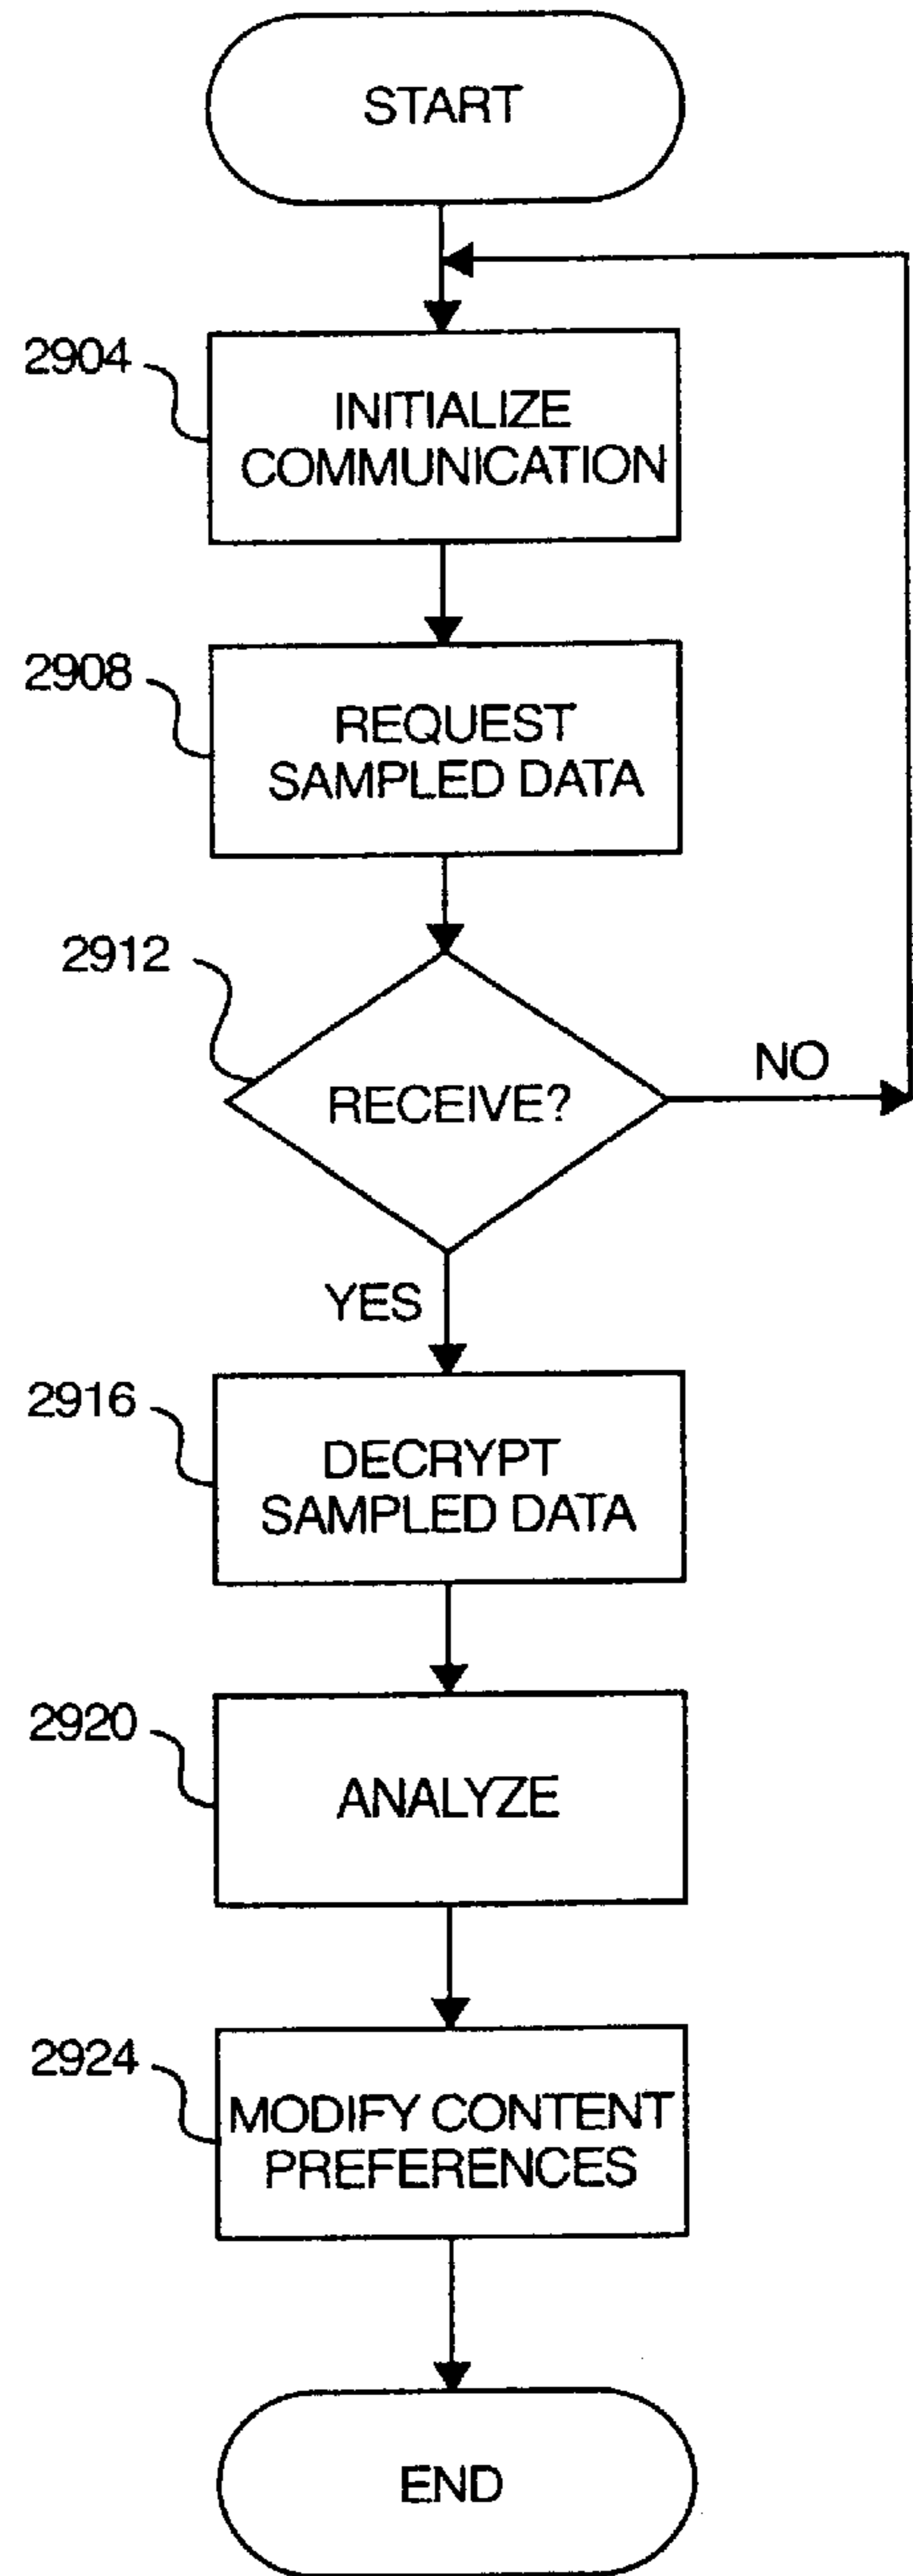 START
2904
INITIALIZE
COMMUNICATION
2908
REQUEST
SAMPLED DATA
2912
RECEIVE?
NO
YES
2916
DECRYPT
SAMPLED DATA
2920
ANALYZE
2924
MODIFY CONTENT
PREFERENCES
END